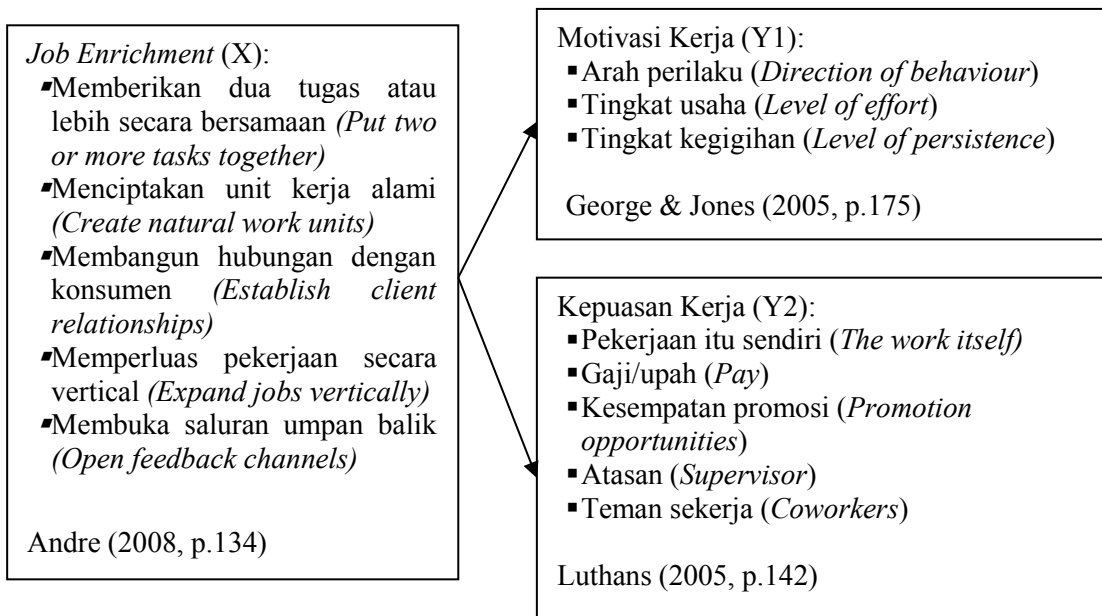 Job Enrichment (X):
▪Memberikan dua tugas atau
lebih secara bersamaan (Put two
or more tasks together)
▪Menciptakan unit kerja alami
(Create natural work units)
▪Membangun hubungan dengan
konsumen (Establish client
relationships)
▪Memperluas pekerjaan secara
vertical (Expand jobs vertically)
▪Membuka saluran umpan balik
(Open feedback channels)
Andre (2008, p.134)
Motivasi Kerja (Y1):
▪Arah perilaku (Direction of behaviour)
▪Tingkat usaha (Level of effort)
▪Tingkat kegigihan (Level of persistence)
George & Jones (2005, p.175)
Kepuasan Kerja (Y2):
▪Pekerjaan itu sendiri (The work itself)
▪Gaji/upah (Pay)
▪Kesempatan promosi (Promotion
opportunities)
▪Atasan (Supervisor)
▪Teman sekerja (Coworkers)
Luthans (2005, p.142)